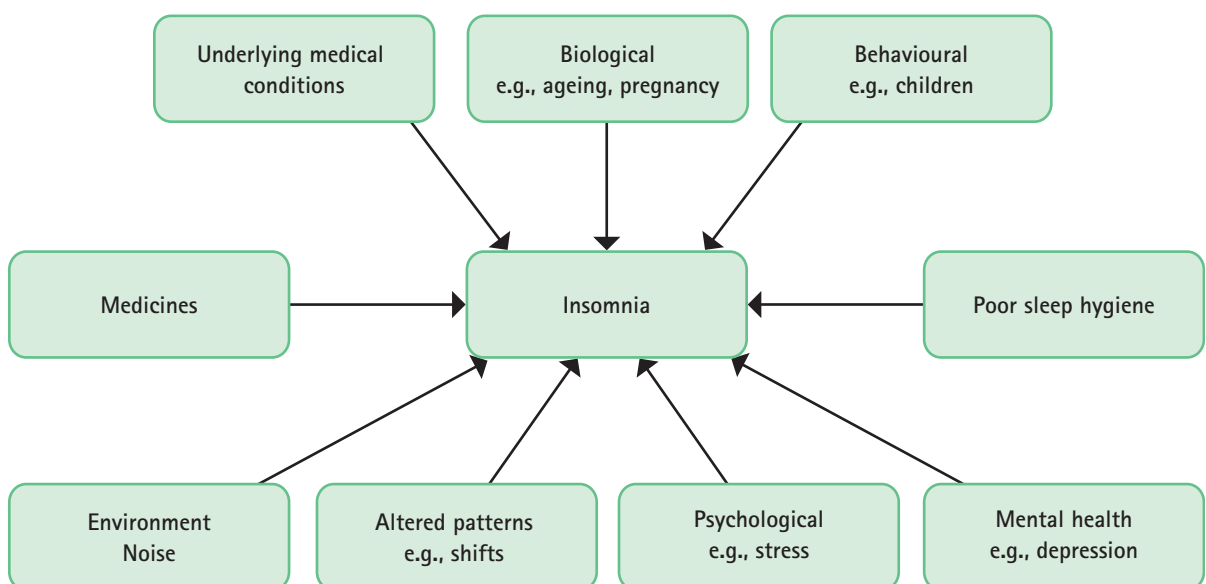 Underlying medical
conditions
Biological
e.g., ageing, pregnancy
Behavioural
e.g., children
Medicines
Insomnia
Poor sleep hygiene
Environment
Noise
Altered patterns
e.g., shifts
Psychological
e.g., stress
Mental health
e.g., depression